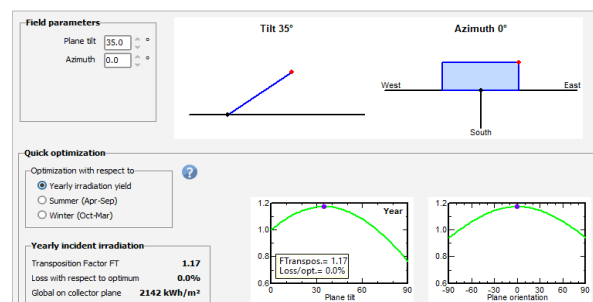 Field parameters
Plane tilt 35.0 °
Azimuth 0.0 °
Tilt 35°
Azimuth 0°
West
East
South
Quick optimization
Optimization with respect to
Yearly irradiation yield
Summer (Apr-Sep)
Winter (Oct-Mar)
?
Yearly incident irradiation
Transposition Factor FT 1.17
Loss with respect to optimum 0.0%
Global on collector plane 2142 kWh/m²
1.2
1.0
0.8
0.6
Year
FTranspos.= 1.17
Loss/opt.= 0.0%
0 30 60 90
Plane tilt
1.2
1.0
0.8
0.6
-90 -60 -30 0 30 60 90
Plane orientation